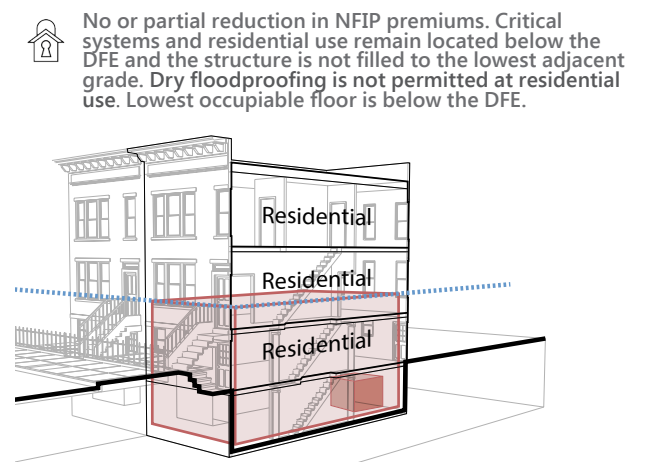 No or partial reduction in NFIP premiums. Critical
systems and residential use remain located below the
DFE and the structure is not filled to the lowest adjacent
grade. Dry floodproofing is not permitted at residential
use. Lowest occupiable floor is below the DFE.
Residential
Residential
Residential